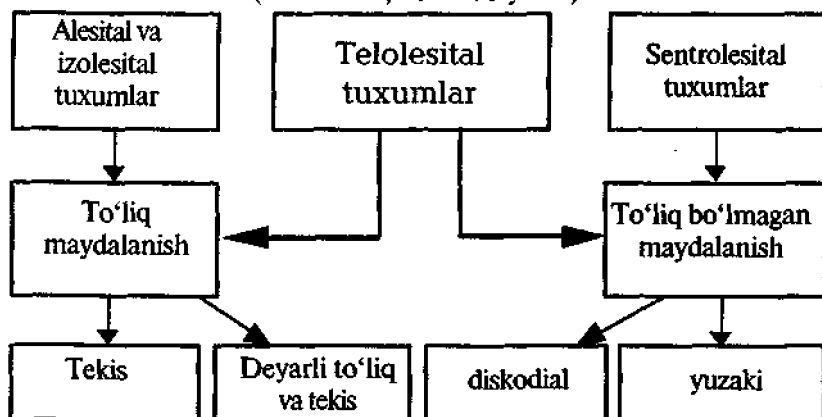 Alesital va
izolesital
tuxumlar
Telolesital
tuxumlar
Sentrolesital
tuxumlar
To‘liq
maydalanish
To‘liq bo‘lmagan
maydalanish
Tekis
Deyarli to‘liq
va tekis
diskodial
yuzaki